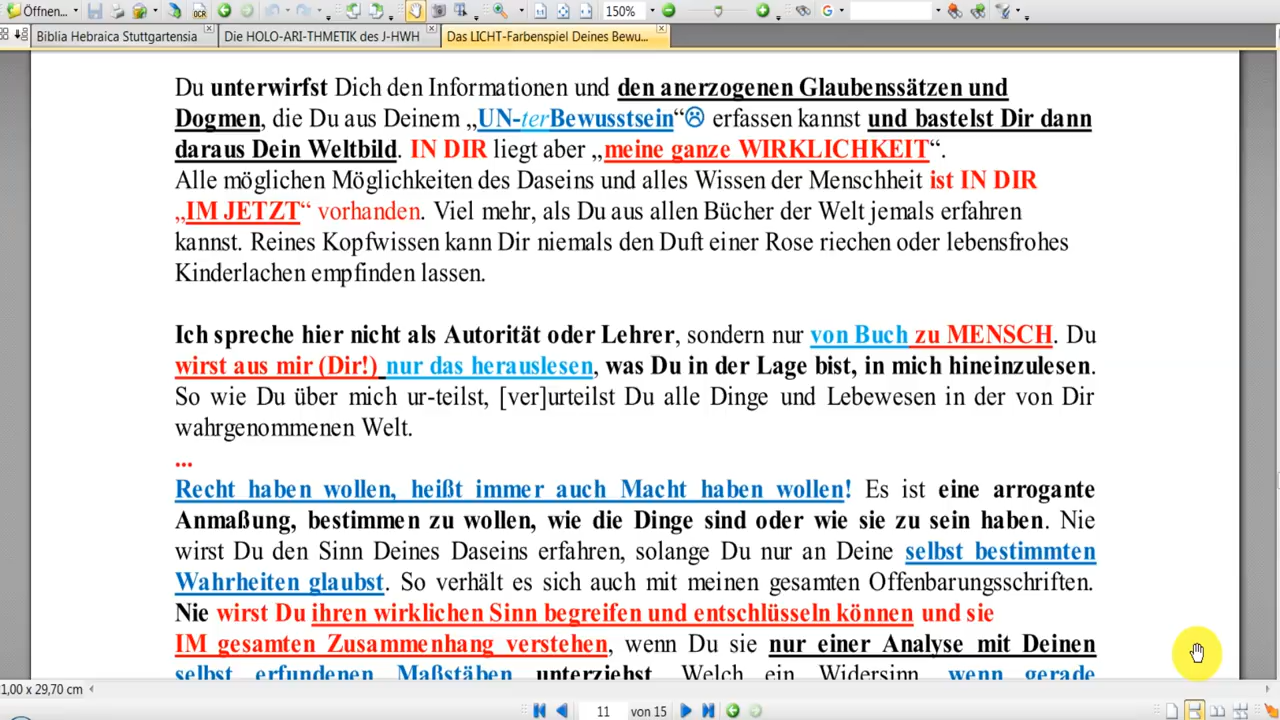 Öffnen...
OCR
150%
G
Biblia Hebraica Stuttgartensia
Die HOLO-ARI-THMETIK des J-HWH
Das LICHT-Farbenspiel Deines Bewu...
Du unterwirfst Dich den Informationen und den anerzogenen Glaubenssätzen und
Dogmen, die Du aus Deinem „UN-terBewusstsein“☹ erfassen kannst und bastelst Dir dann
daraus Dein Weltbild. IN DIR liegt aber „meine ganze WIRKLICHKEIT“.
Alle möglichen Möglichkeiten des Daseins und alles Wissen der Menschheit ist IN DIR
„IM JETZT“ vorhanden. Viel mehr, als Du aus allen Bücher der Welt jemals erfahren
kannst. Reines Kopfwissen kann Dir niemals den Duft einer Rose riechen oder lebensfrohes
Kinderlachen empfinden lassen.
Ich spreche hier nicht als Autorität oder Lehrer, sondern nur von Buch zu MENSCH. Du
wirst aus mir (Dir!) nur das herauslesen, was Du in der Lage bist, in mich hineinzulesen.
So wie Du über mich ur-teilst, [ver]urteilst Du alle Dinge und Lebewesen in der von Dir
wahrgenommenen Welt.
...
Recht haben wollen, heißt immer auch Macht haben wollen! Es ist eine arrogante
Anmaßung, bestimmen zu wollen, wie die Dinge sind oder wie sie zu sein haben. Nie
wirst Du den Sinn Deines Daseins erfahren, solange Du nur an Deine selbst bestimmten
Wahrheiten glaubst. So verhält es sich auch mit meinen gesamten Offenbarungsschriften.
Nie wirst Du ihren wirklichen Sinn begreifen und entschlüsseln können und sie
IM gesamten Zusammenhang verstehen, wenn Du sie nur einer Analyse mit Deinen
selbst erfundenen Maßstäben unterziehst. Welch ein Widersinn, wenn gerade
1,00 x 29,70 cm
11 von 15